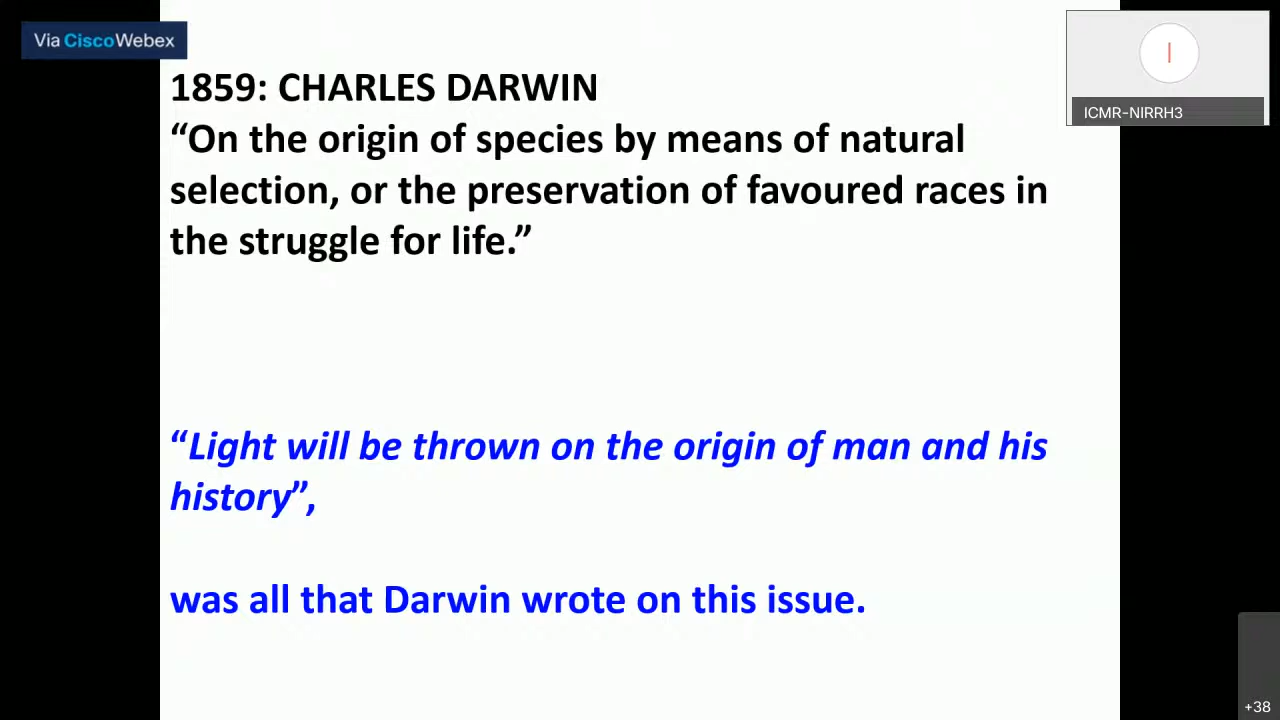 Via Cisco Webex
ICMR-NIRRH3
1859: CHARLES DARWIN
“On the origin of species by means of natural
selection, or the preservation of favoured races in
the struggle for life.”
“Light will be thrown on the origin of man and his
history”,
was all that Darwin wrote on this issue.
+38